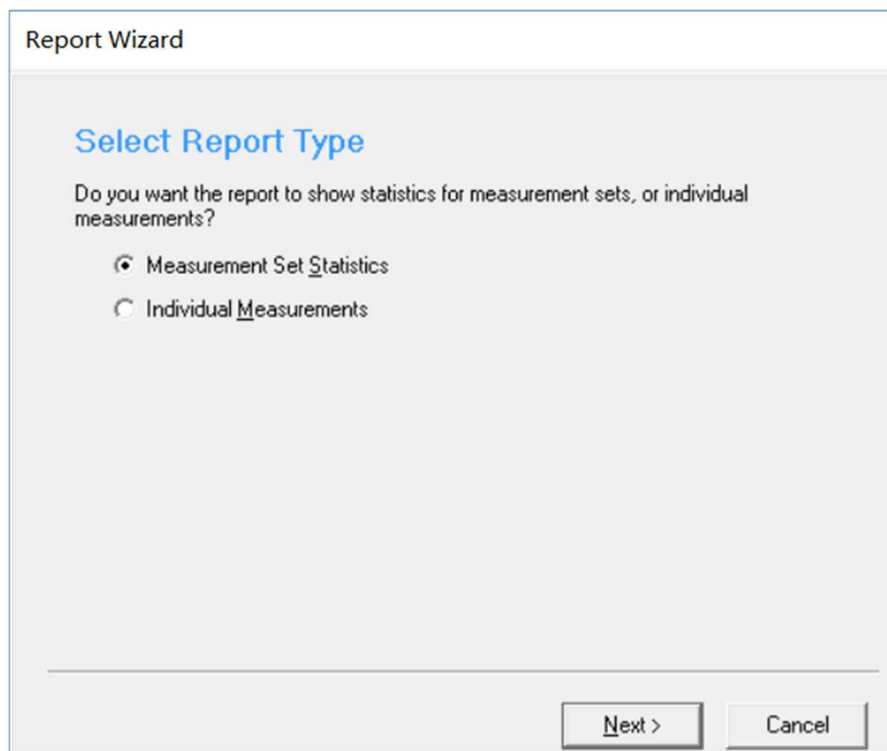 Report Wizard
Select Report Type
Do you want the report to show statistics for measurement sets, or individual
measurements?
Measurement Set Statistics
Individual Measurements
Next >
Cancel